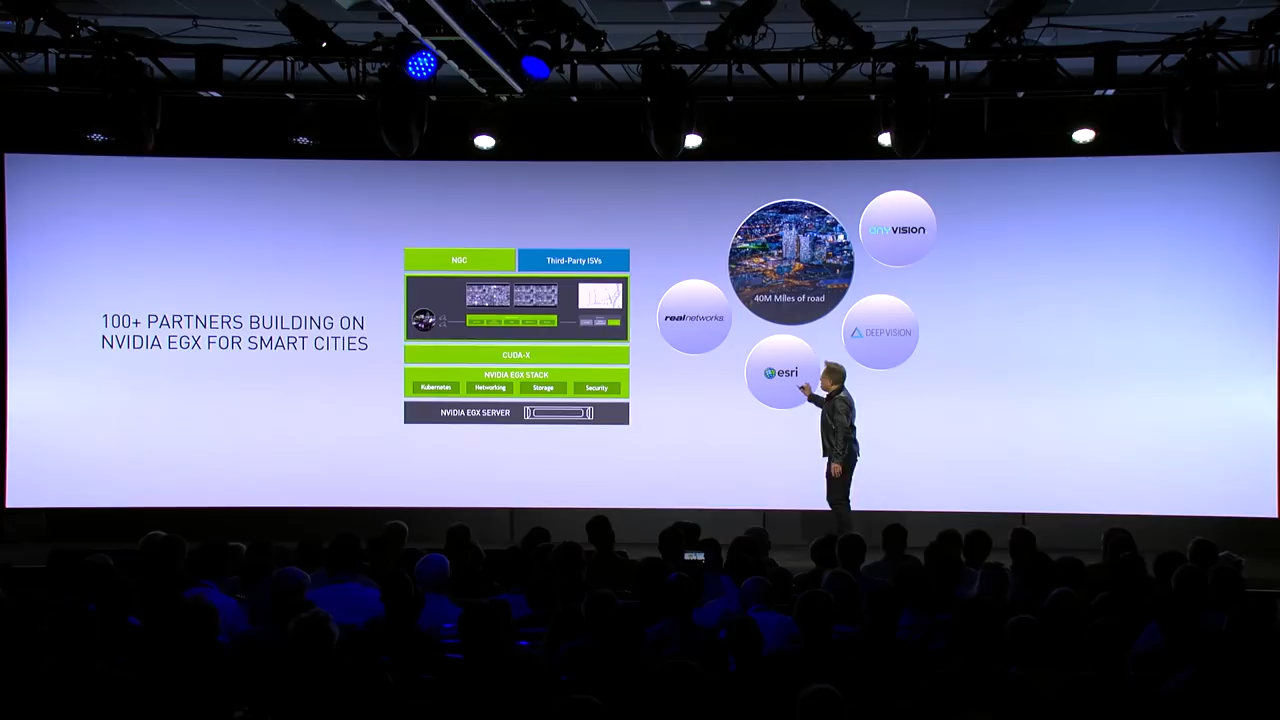 100+ PARTNERS BUILDING ON
NVIDIA EGX FOR SMART CITIES
NGC
Third-Party ISVs
CUDA-X
NVIDIA EGX STACK
Kubernetes
Networking
Storage
Security
NVIDIA EGX SERVER
40M Miles of road
anyvision
realnetworks.
DEEPVISION
esri